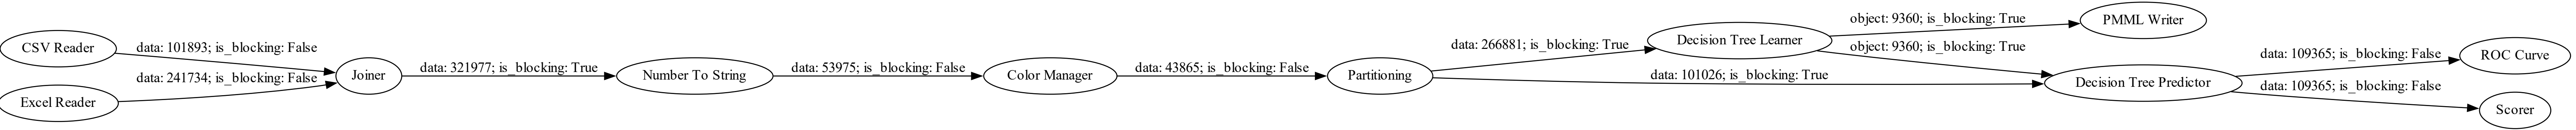 CSV Reader
data: 101893; is_blocking: False
Excel Reader
data: 241734; is_blocking: False
Joiner
data: 321977; is_blocking: True
Number To String
data: 53975; is_blocking: False
Color Manager
data: 43865; is_blocking: False
Partitioning
data: 266881; is_blocking: True
data: 101026; is_blocking: True
Decision Tree Learner
object: 9360; is_blocking: True
object: 9360; is_blocking: True
PMML Writer
Decision Tree Predictor
data: 109365; is_blocking: False
data: 109365; is_blocking: False
ROC Curve
Scorer